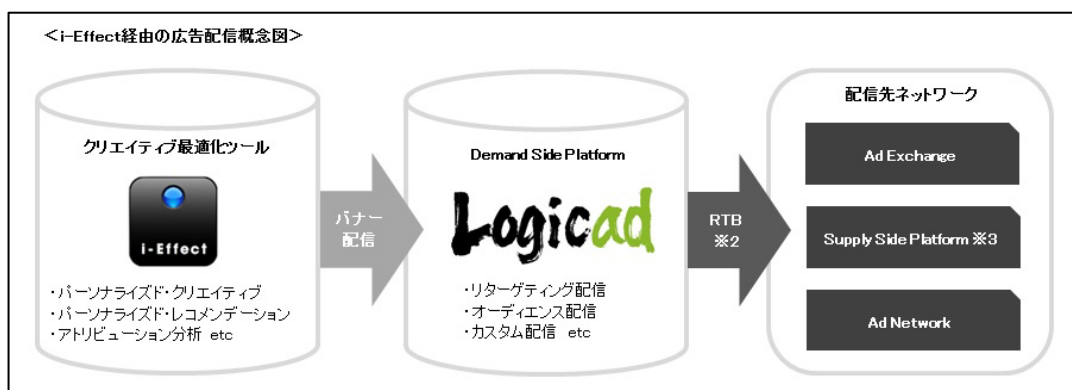 ＜i-Effect経由の広告配信概念図＞
クリエイティブ最適化ツール
i-Effect
・パーソナライズド・クリエイティブ
・パーソナライズド・レコメンデーション
・アトリビューション分析 etc
バナー
配信
Demand Side Platform
Logicad
・リターゲティング配信
・オーディエンス配信
・カスタム配信 etc
RTB
※2
配信先ネットワーク
Ad Exchange
Supply Side Platform ※3
Ad Network